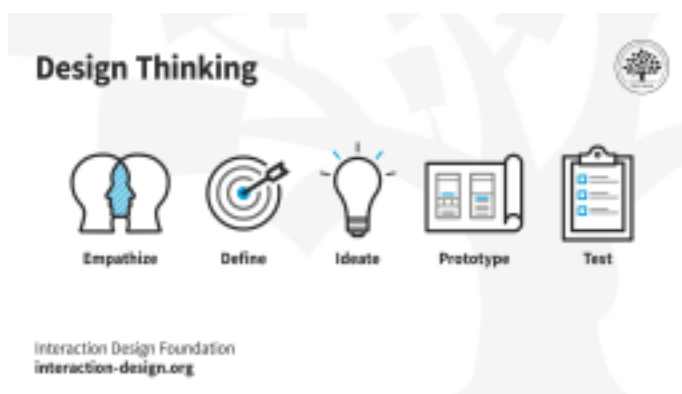 Design Thinking
Empathize
Define
Ideate
Prototype
Test
Interaction Design Foundation
interaction-design.org